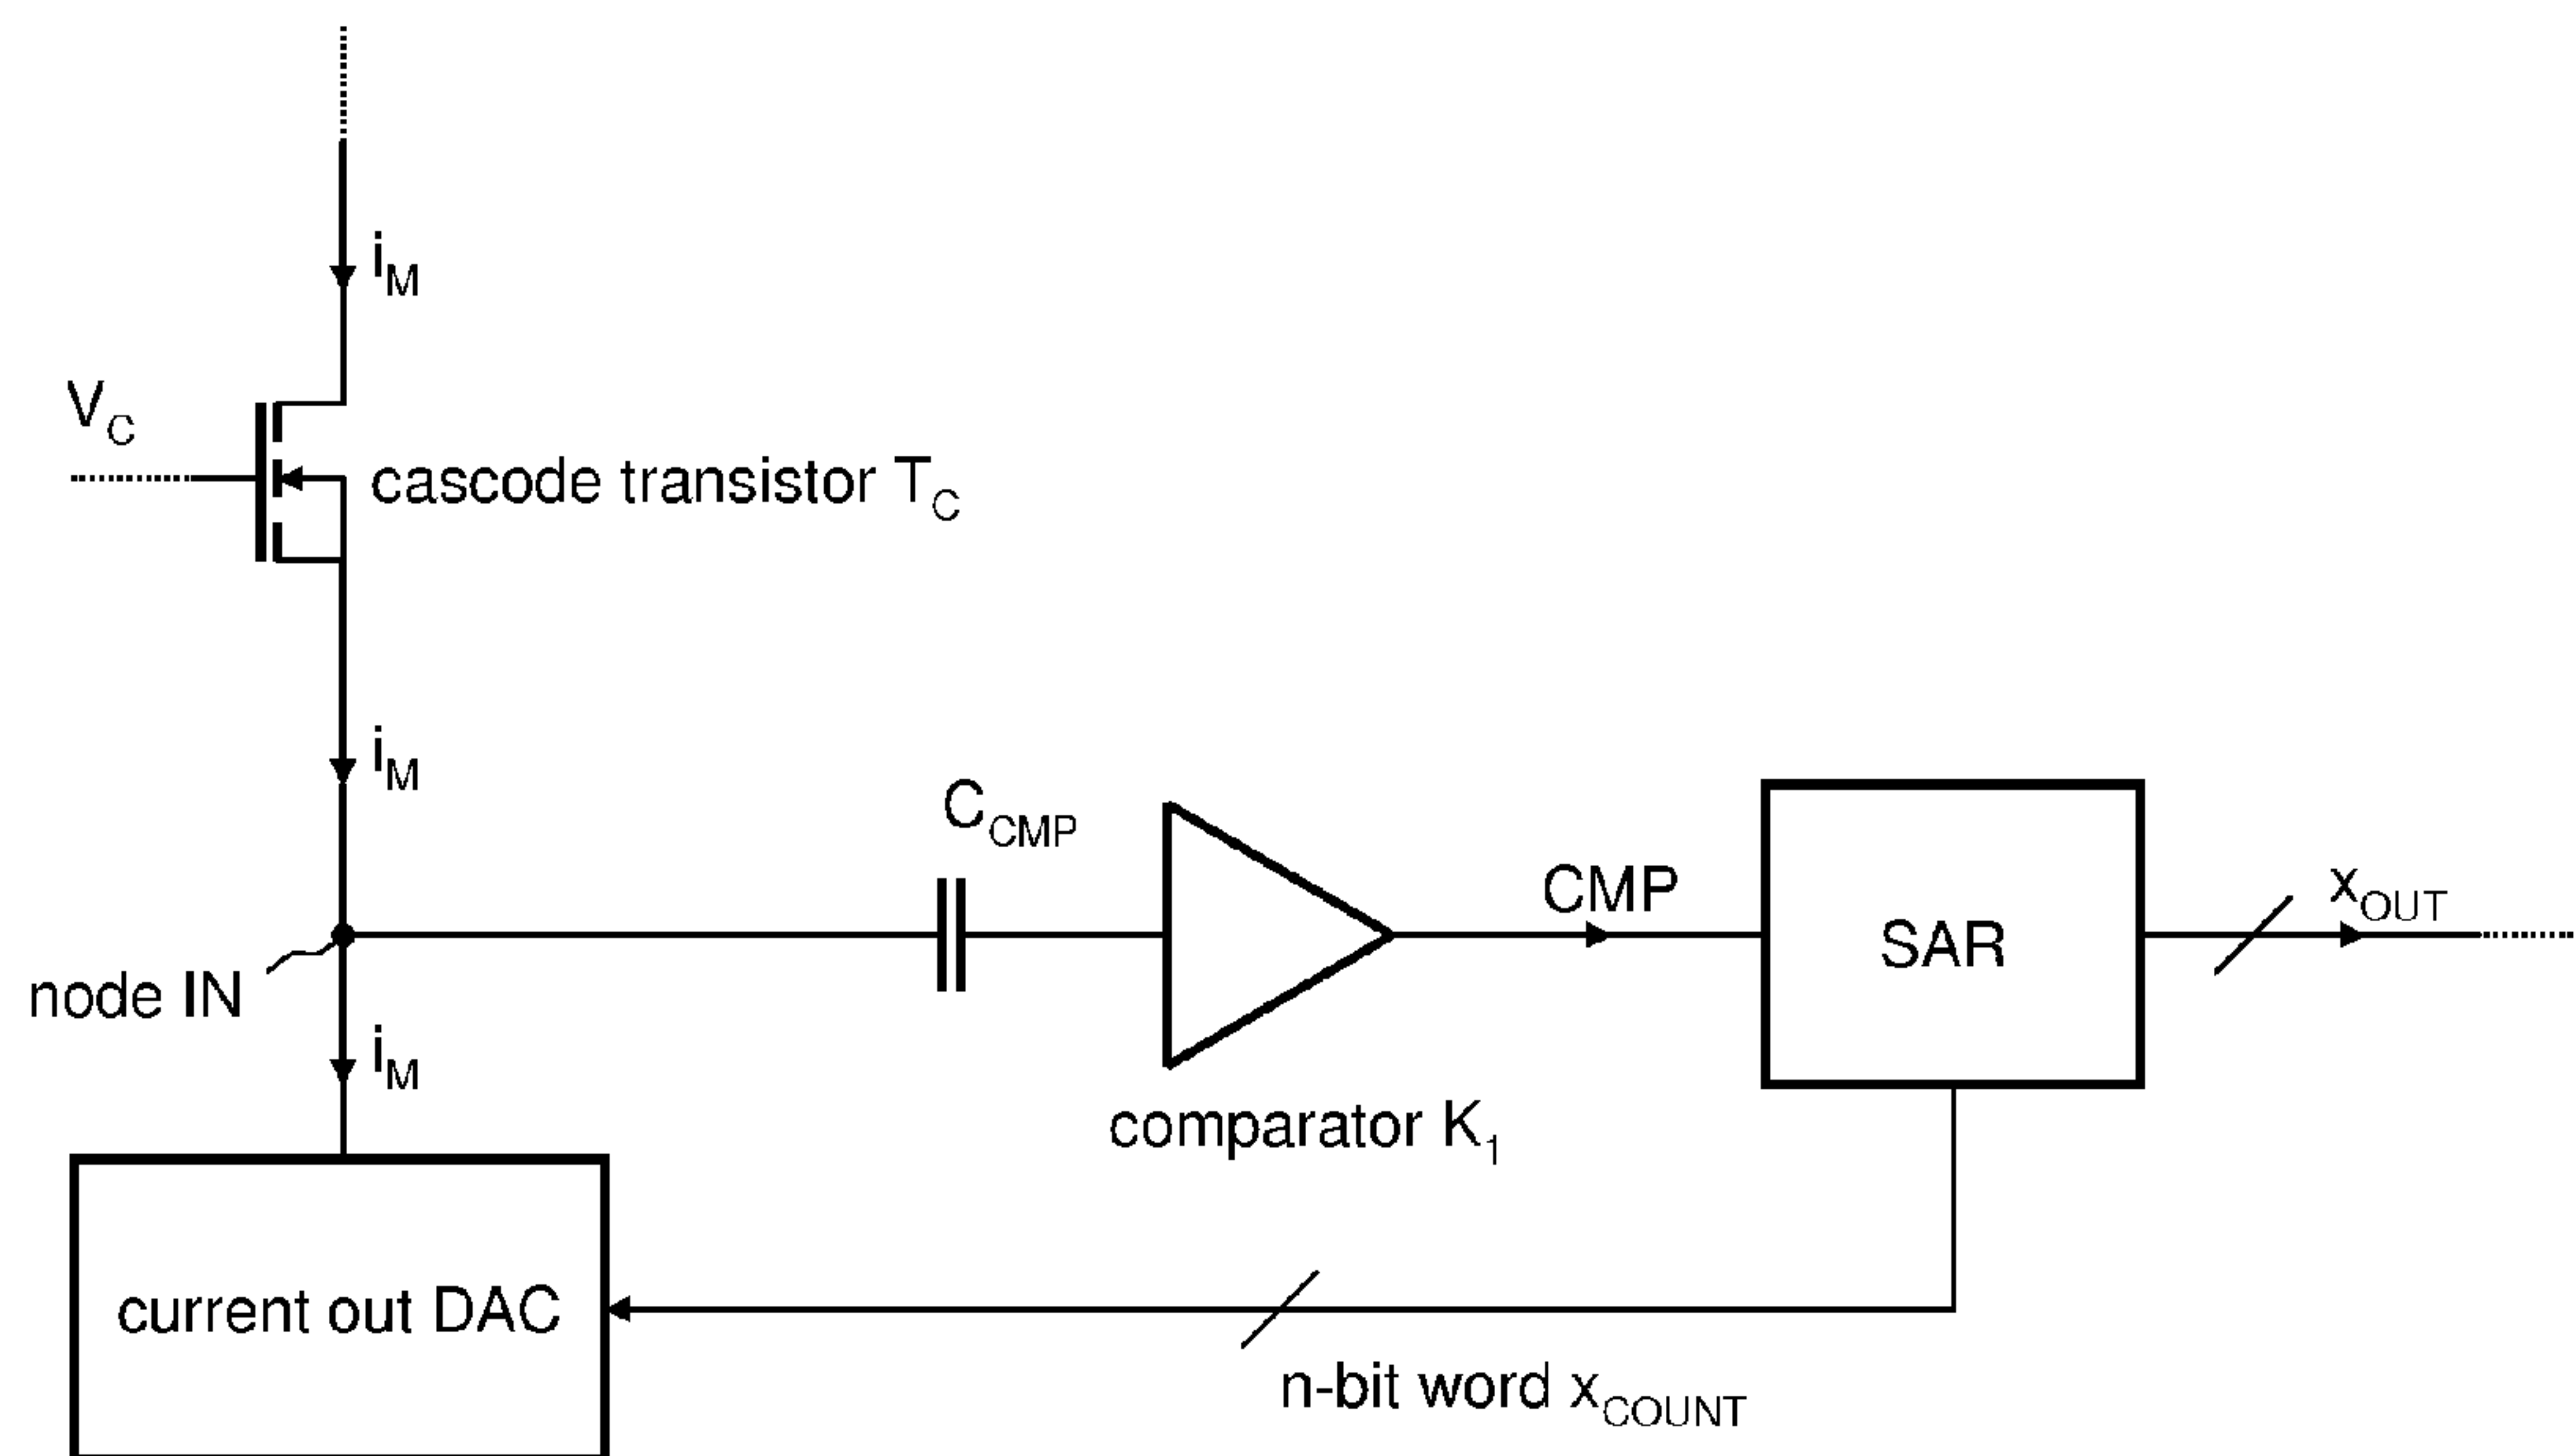 i_M
V_C
cascode transistor T_C
i_M
C_CMP
CMP
x_OUT
SAR
node IN
i_M
comparator K_1
current out DAC
n-bit word x_COUNT